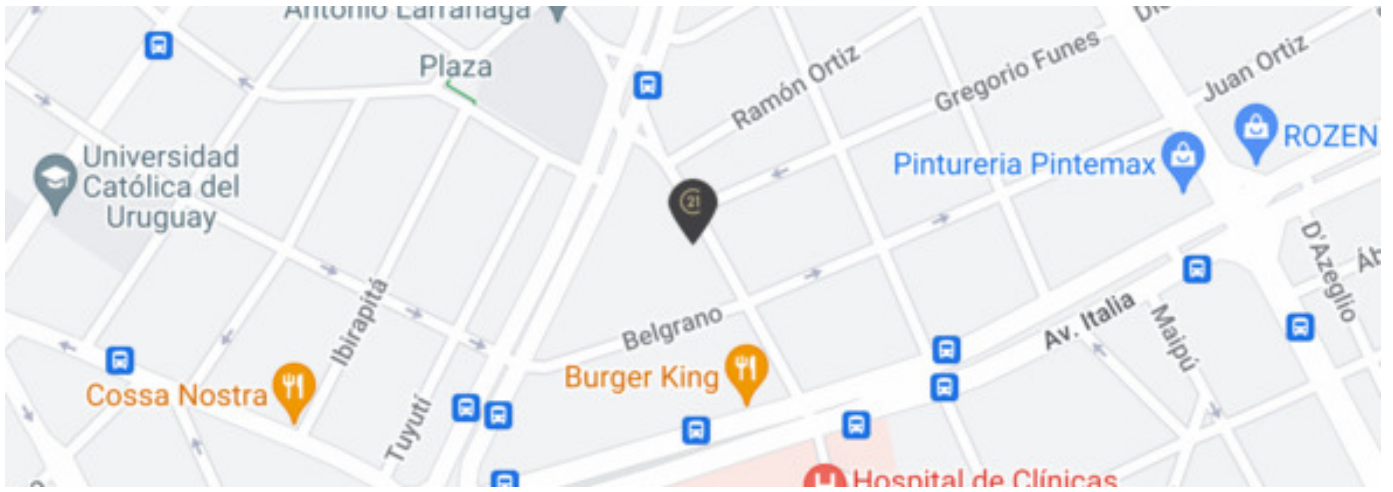 Antonio Larrañaga
Plaza
Ramón Ortiz
Gregorio Funes
Juan Ortiz
ROZEN
Pintureria Pintemax
Universidad
Católica del
Uruguay
21
D'Azeglio
Ibirapitá
Belgrano
Av. Italia
Maipú
Burger King
Cossa Nostra
Tuyutí
Hospital de Clínicas